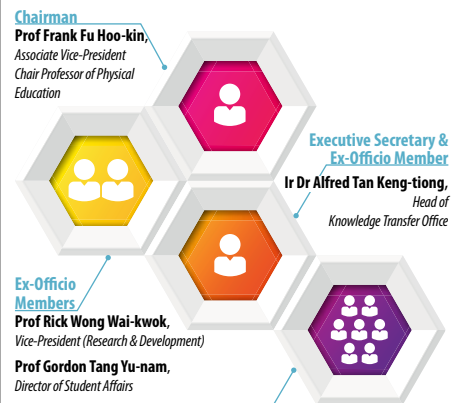 Chairman
Prof Frank Fu Hoo-kin,
Associate Vice-President
Chair Professor of Physical
Education
Executive Secretary &
Ex-Officio Member
Ir Dr Alfred Tan Keng-tiong,
Head of
Knowledge Transfer Office
Ex-Officio
Members
Prof Rick Wong Wai-kwok,
Vice-President (Research & Development)
Prof Gordon Tang Yu-nam,
Director of Student Affairs